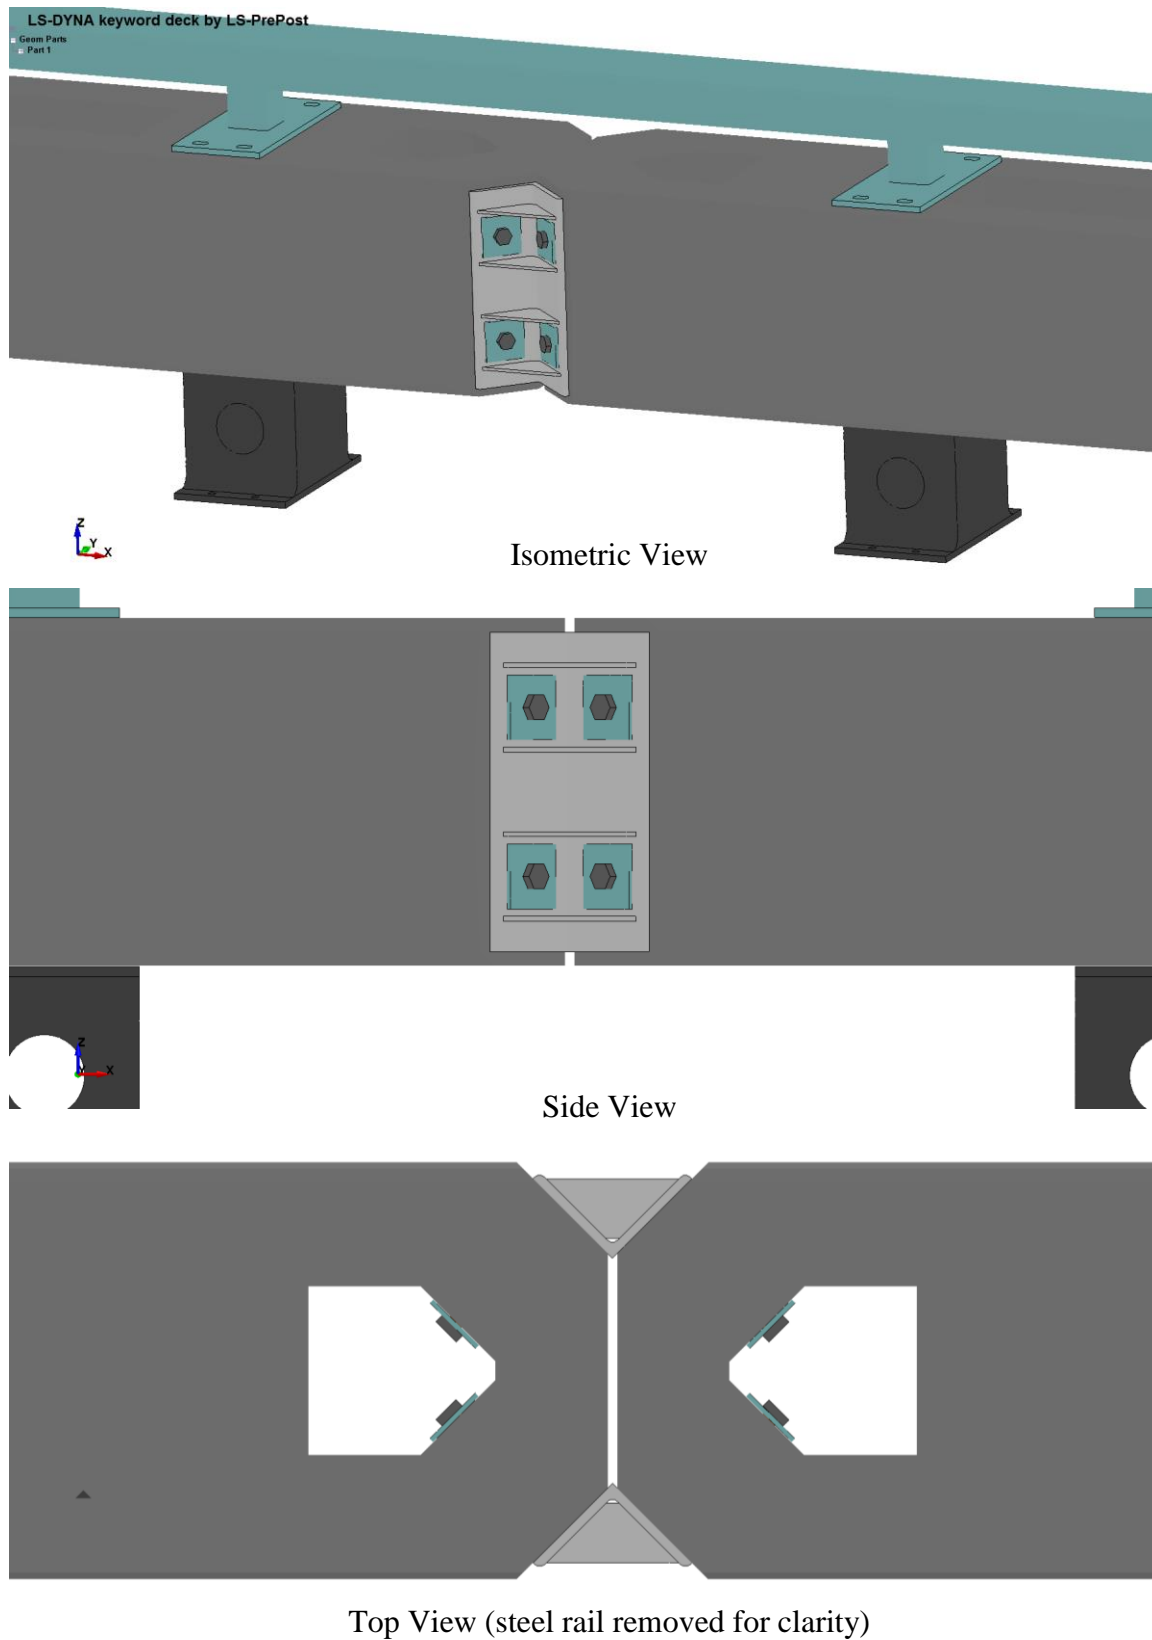 LS-DYNA keyword deck by LS-PrePost
Geom Parts
Part 1
Z
Y
X
Isometric View
Z
X
Side View
Top View (steel rail removed for clarity)